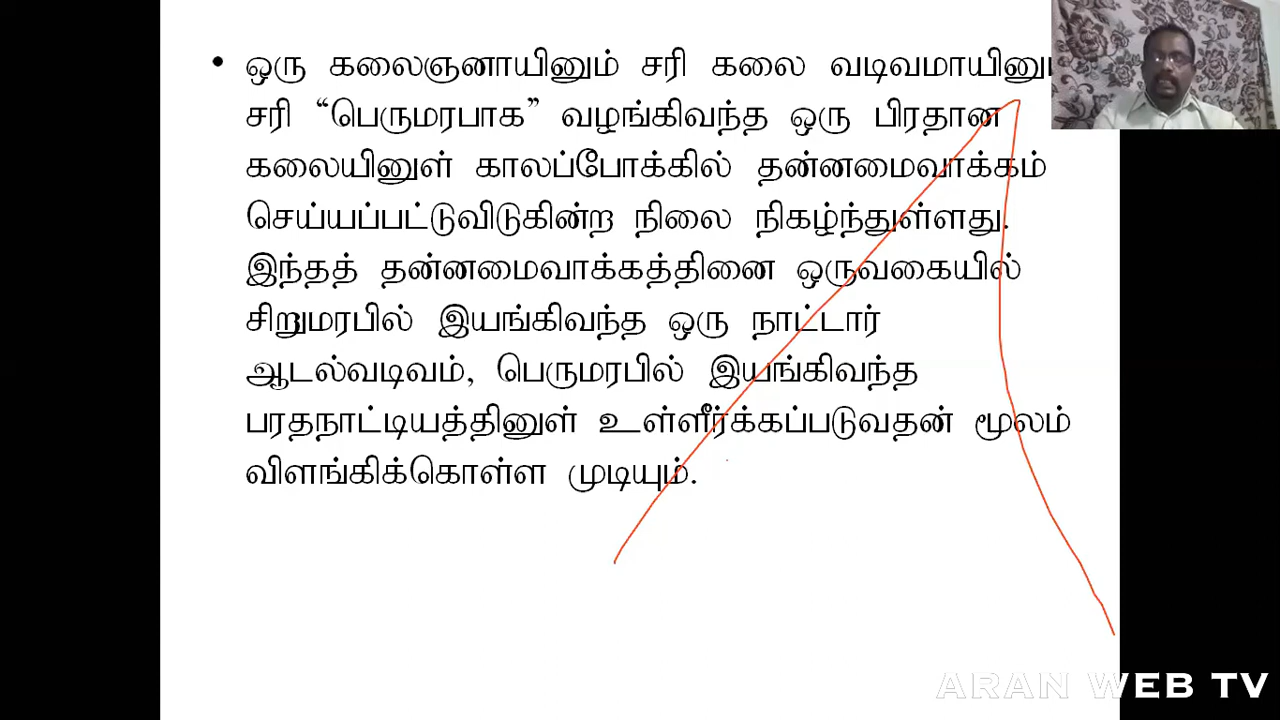 • ஒரு கலைஞனாயினும் சரி கலை வடிவமாயினும்
சரி “பெருமரபாக” வழங்கிவந்த ஒரு பிரதான
கலையினுள் காலப்போக்கில் தன்னமைவாக்கம்
செய்யப்பட்டுவிடுகின்ற நிலை நிகழ்ந்துள்ளது.
இந்தத் தன்னமைவாக்கத்தினை ஒருவகையில்
சிறுமரபில் இயங்கிவந்த ஒரு நாட்டார்
ஆடல்வடிவம், பெருமரபில் இயங்கிவந்த
பரதநாட்டியத்தினுள் உள்ளீர்க்கப்படுவதன் மூலம்
விளங்கிக்கொள்ள முடியும்.
ARAN WEB TV